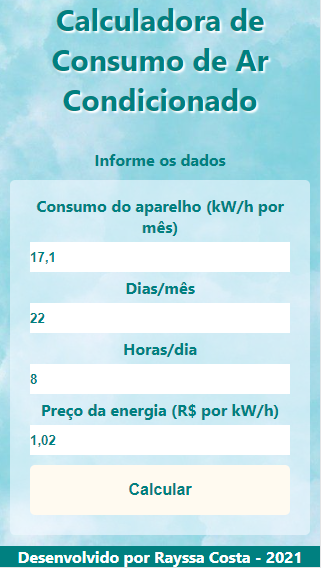 Calculadora de
Consumo de Ar
Condicionado
Informe os dados
Consumo do aparelho (kW/h por
mês)
17,1
Dias/mês
22
Horas/dia
8
Preço da energia (R$ por kW/h)
1,02
Calcular
Desenvolvido por Rayssa Costa - 2021